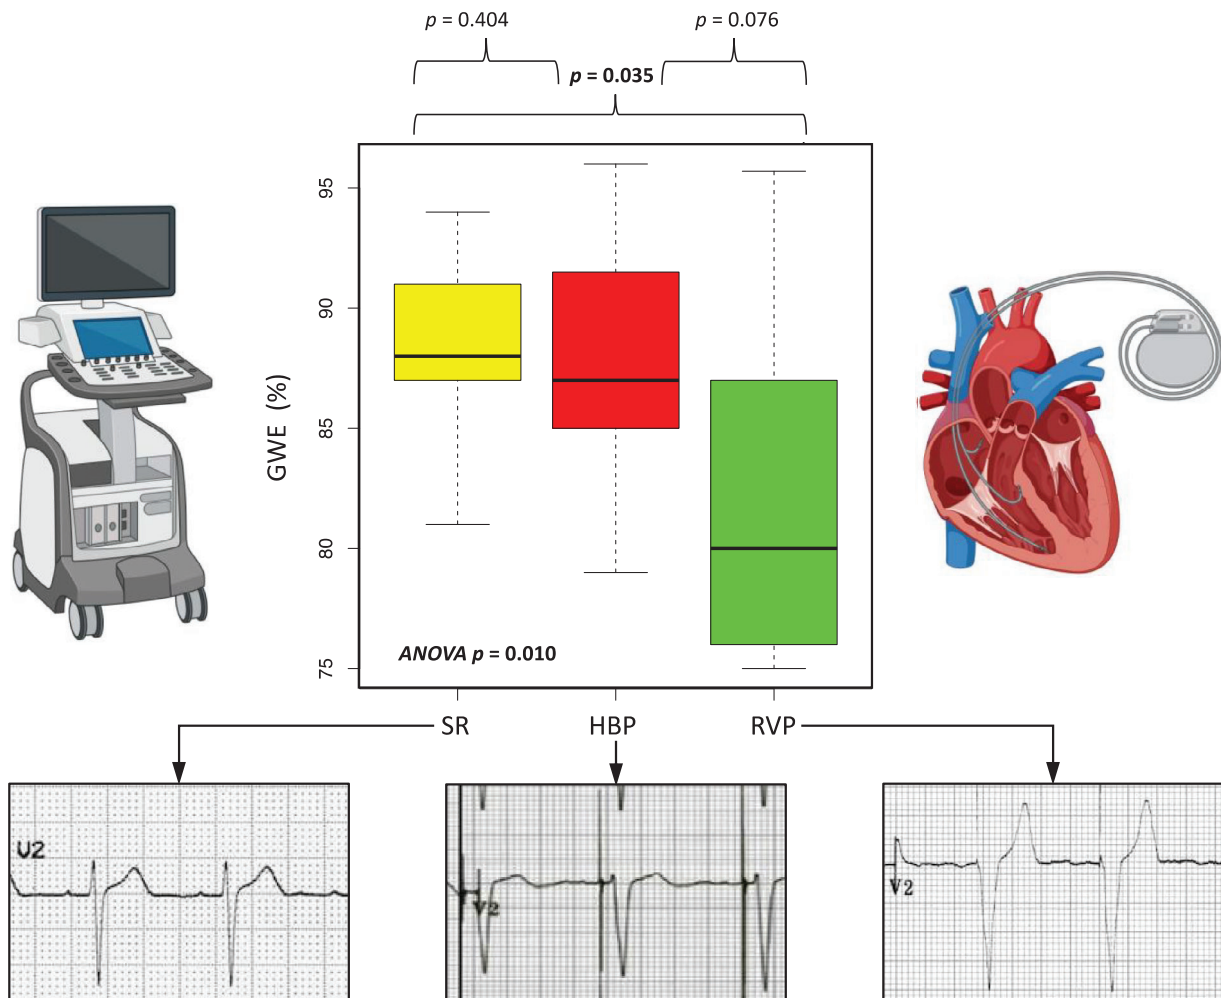 p = 0.404
p = 0.076
p = 0.035
95
90
85
80
75
GWE (%)
ANOVA p = 0.010
SR
HBP
RVP
V2
V2
V2